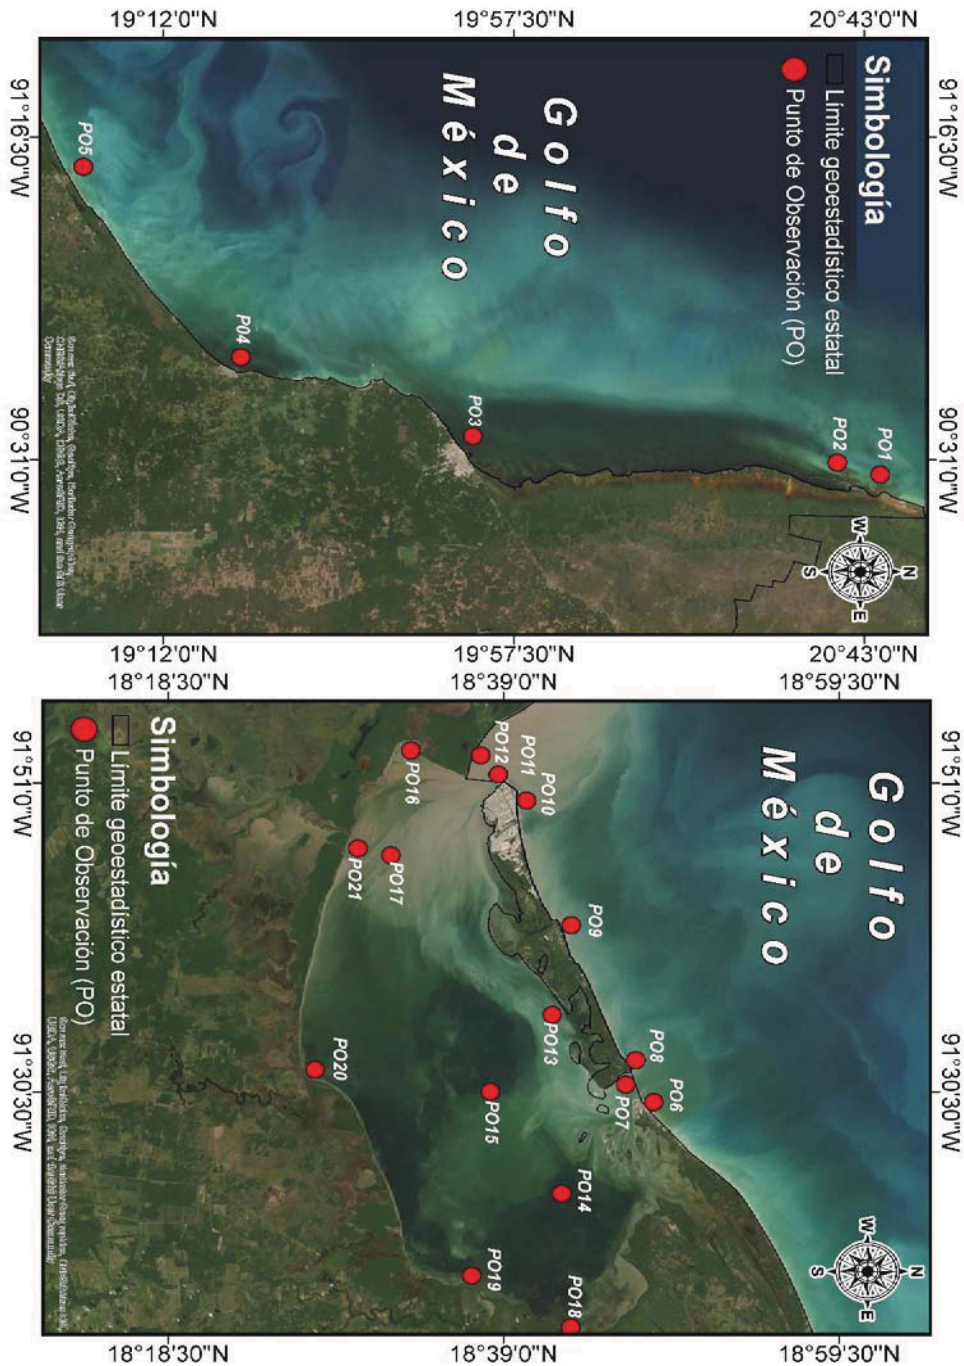 19°12'0"N
19°57'30"N
20°43'0"N
91°16'30"W
90°31'0"W
91°16'30"W
90°31'0"W
Simbología
Límite geoestadístico estatal
Punto de Observación (PO)
Golfo
de
México
PO1
PO2
PO3
P04
PO5
N
W
E
S
19°12'0"N
19°57'30"N
20°43'0"N
18°18'30"N
18°39'0"N
18°59'30"N
91°51'0"W
91°30'30"W
91°51'0"W
91°30'30"W
Golfo
de
México
PO12
PO11
PO10
PO16
PO21
PO17
PO9
PO13
PO8
PO7
PO6
PO20
PO15
PO14
PO19
PO18
N
W
E
S
Simbología
Límite geoestadístico estatal
Punto de Observación (PO)
18°18'30"N
18°39'0"N
18°59'30"N